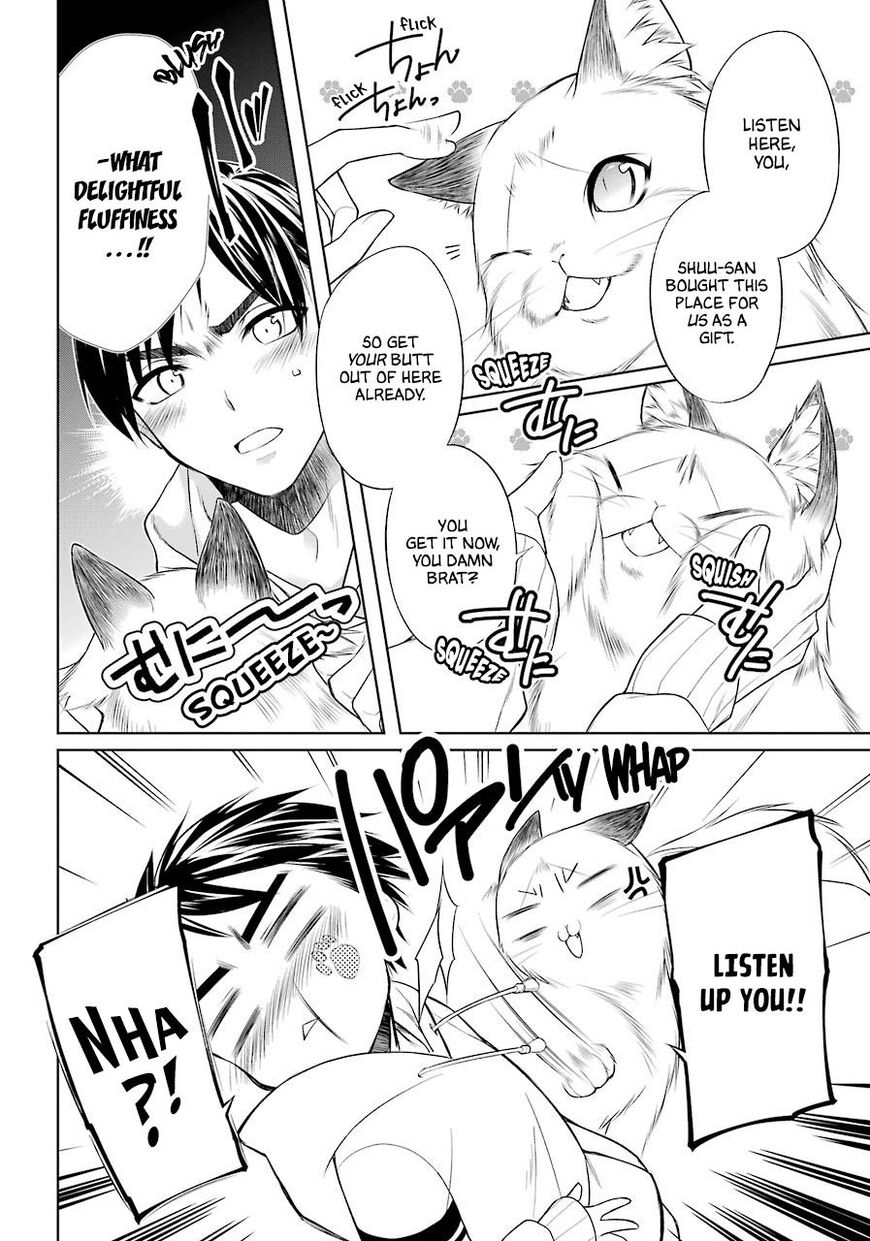 LISTEN
HERE,
YOU,
SHUU-SAN
BOUGHT THIS
PLACE FOR
US AS A
GIFT.
FLICK
ちょん
FLICK
ちょんっ
SQUEEZE
むに
SO GET
YOUR BUTT
OUT OF HERE
ALREADY.
SQUISH
むに
YOU
GET IT NOW,
YOU DAMN
BRAT?
SQUEEZE
むに
BLUSH
-WHAT
DELIGHTFUL
FLUFFINESS
...!!
むに~っ
SQUEEZE~
WHAP
LISTEN
UP YOU!!
NHA
?!